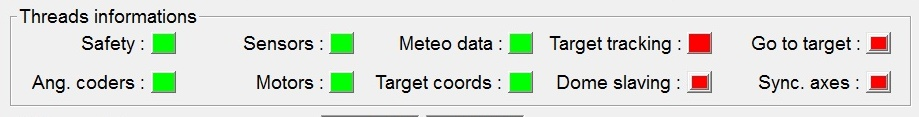 Threads informations
Safety : Sensors : Meteo data : Target tracking : Go to target :
Ang. coders : Motors : Target coords : Dome slaving : Sync. axes :